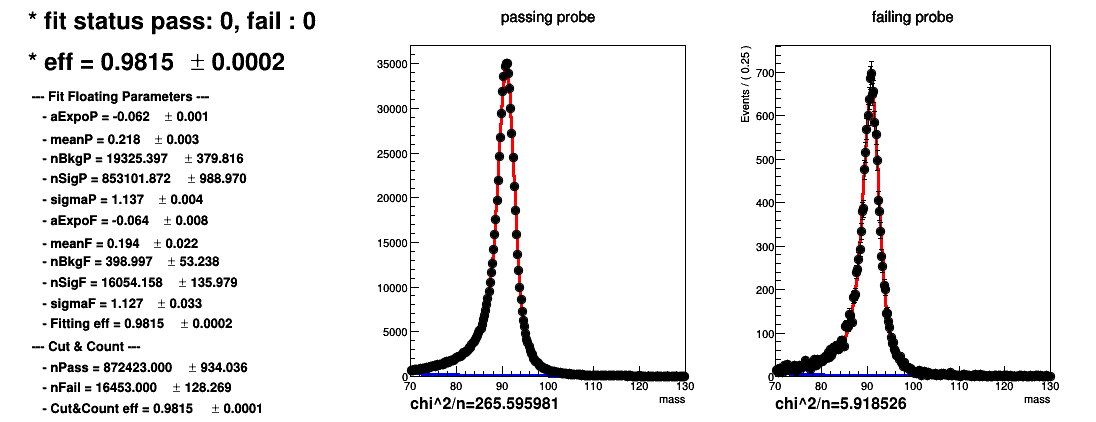 * fit status pass: 0, fail : 0
* eff = 0.9815 ± 0.0002
--- Fit Floating Parameters ---
- aExpoP = -0.062 ± 0.001
- meanP = 0.218 ± 0.003
- nBkgP = 19325.397 ± 379.816
- nSigP = 853101.872 ± 988.970
- sigmaP = 1.137 ± 0.004
- aExpoF = -0.064 ± 0.008
- meanF = 0.194 ± 0.022
- nBkgF = 398.997 ± 53.238
- nSigF = 16054.158 ± 135.979
- sigmaF = 1.127 ± 0.033
- Fitting eff = 0.9815 ± 0.0002
--- Cut & Count ---
- nPass = 872423.000 ± 934.036
- nFail = 16453.000 ± 128.269
- Cut&Count eff = 0.9815 ± 0.0001
passing probe
35000
30000
25000
20000
15000
10000
5000
0
70 80 90 100 110 120 130
mass
chi^2/n=265.595981
failing probe
Events / ( 0.25 )
700
600
500
400
300
200
100
0
70 80 90 100 110 120 130
mass
chi^2/n=5.918526